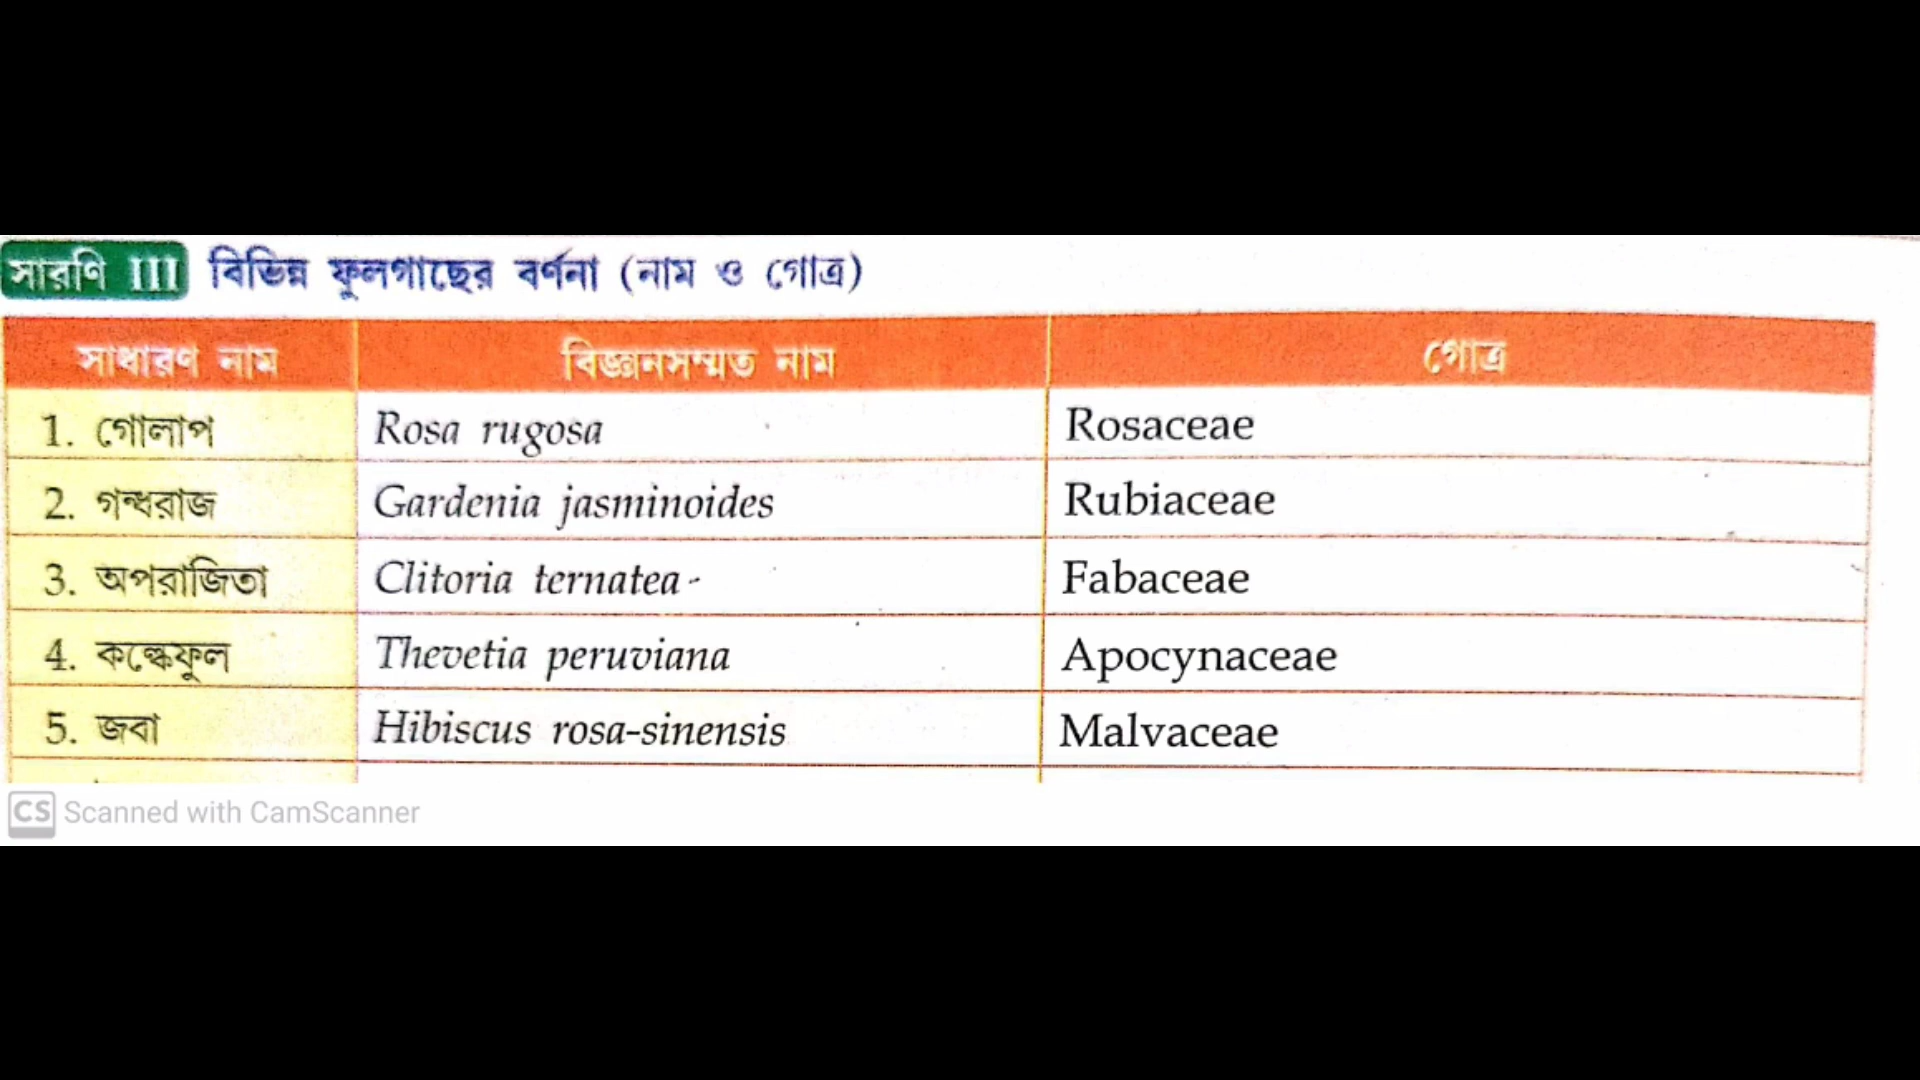 সারণি III বিভিন্ন ফুলগাছের বর্ণনা (নাম ও গোত্র)
সাধারণ নাম বিজ্ঞানসম্মত নাম গোত্র
1. গোলাপ Rosa rugosa Rosaceae
2. গন্ধরাজ Gardenia jasminoides Rubiaceae
3. অপরাজিতা Clitoria ternatea Fabaceae
4. কল্কেফুল Thevetia peruviana Apocynaceae
5. জবা Hibiscus rosa-sinensis Malvaceae
CS Scanned with CamScanner